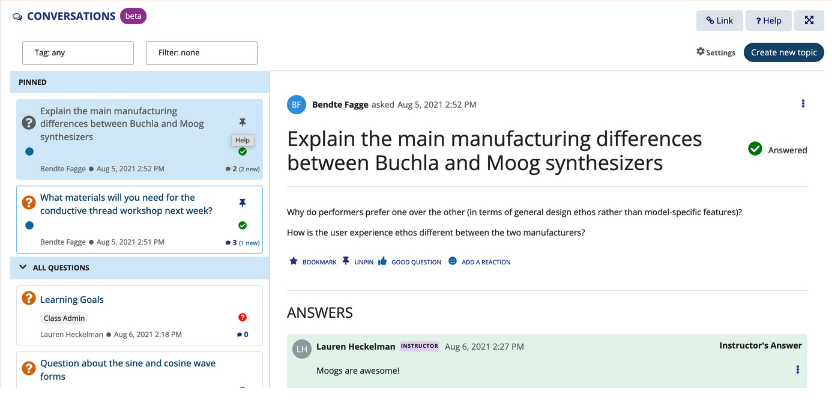 CONVERSATIONS beta
Link
? Help
Tag: any
Filter: none
Settings
Create new topic
PINNED
Explain the main manufacturing
differences between Buchla and Moog
synthesizers
Help
Bendte Fagge ● Aug 5, 2021 2:52 PM
2 (2 new)
What materials will you need for the
conductive thread workshop next week?
Bendte Fagge ● Aug 5, 2021 2:51 PM
3 (1 new)
ALL QUESTIONS
Learning Goals
Class Admin
Lauren Heckelman ● Aug 6, 2021 2:18 PM
0
Question about the sine and cosine wave
forms
BF Bendte Fagge asked Aug 5, 2021 2:52 PM
Explain the main manufacturing differences
between Buchla and Moog synthesizers
Answered
Why do performers prefer one over the other (in terms of general design ethos rather than model-specific features)?
How is the user experience ethos different between the two manufacturers?
BOOKMARK UNPIN GOOD QUESTION ADD A REACTION
ANSWERS
LH Lauren Heckelman INSTRUCTOR Aug 6, 2021 2:27 PM
Instructor's Answer
Moogs are awesome!